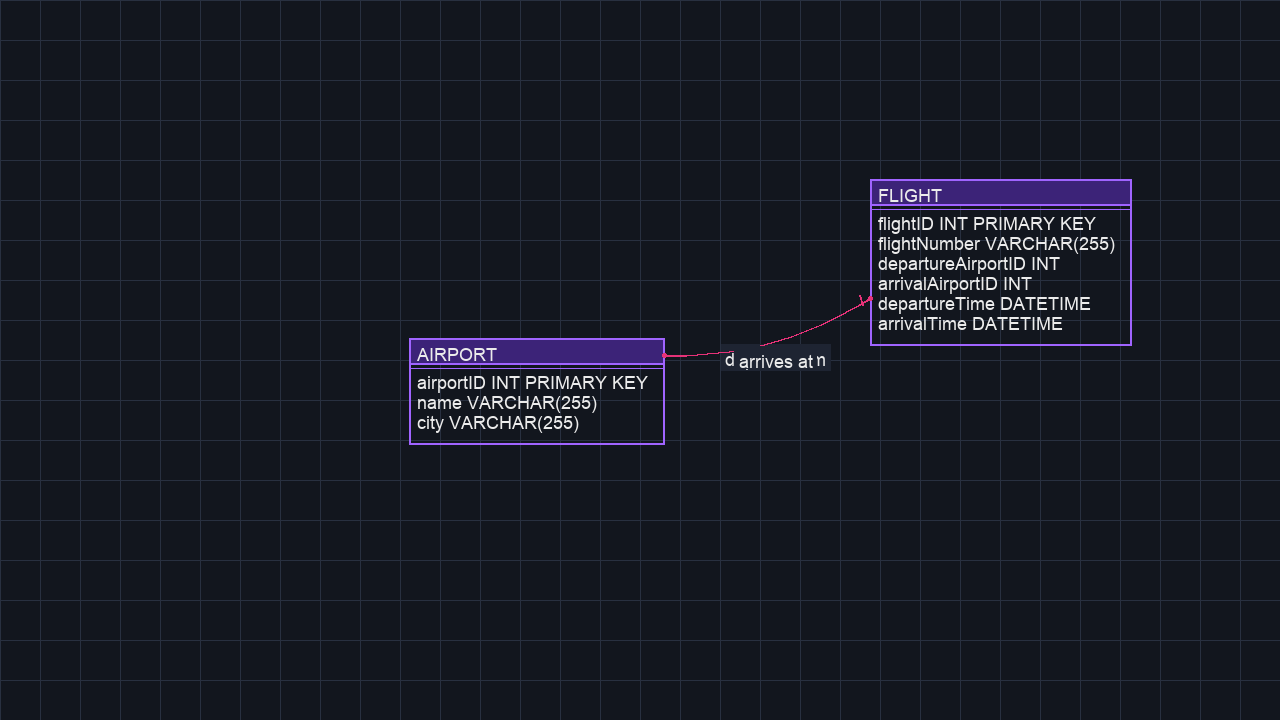 FLIGHT
flightID INT PRIMARY KEY
flightNumber VARCHAR(255)
departureAirportID INT
arrivalAirportID INT
departureTime DATETIME
arrivalTime DATETIME
AIRPORT
airportID INT PRIMARY KEY
name VARCHAR(255)
city VARCHAR(255)
arrives at